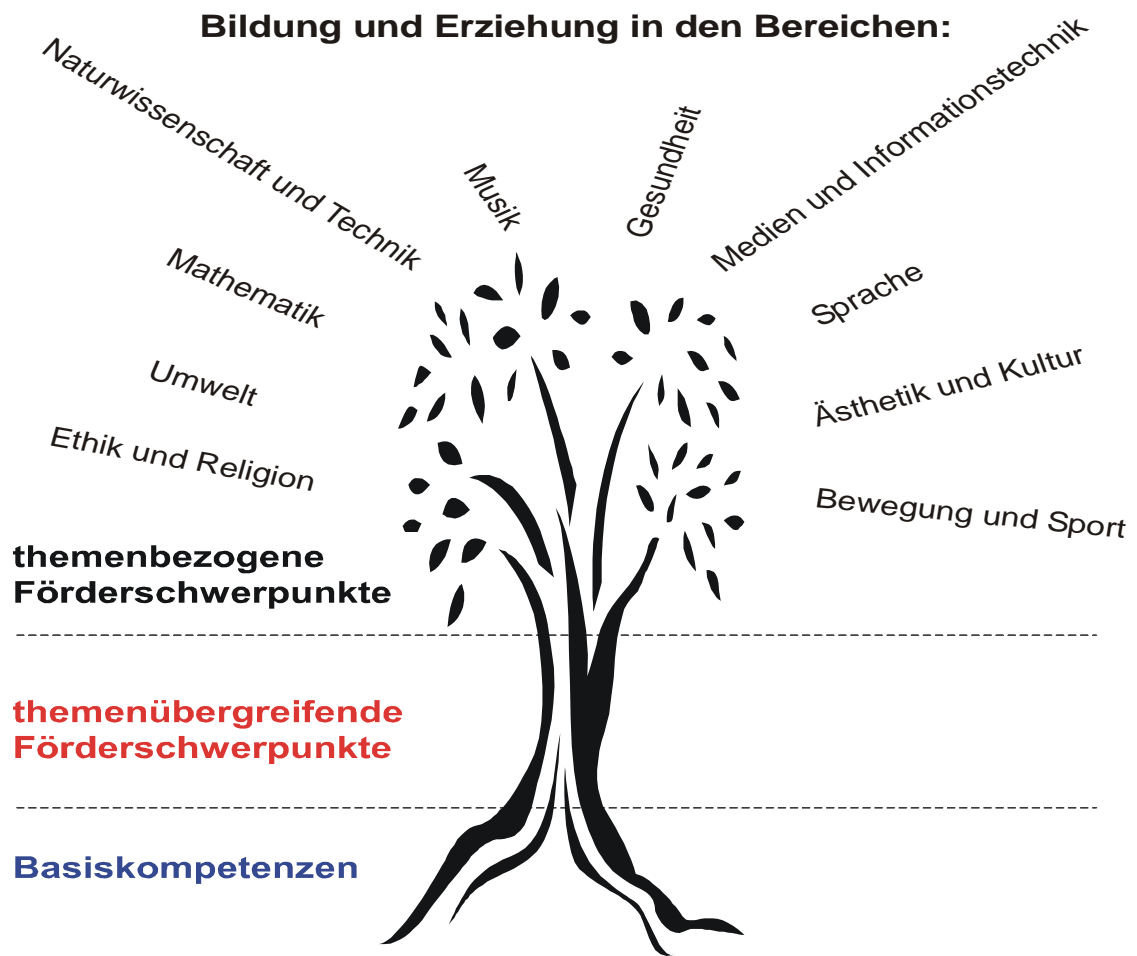 Bildung und Erziehung in den Bereichen:
Naturwissenschaft und Technik
Musik
Gesundheit
Medien und Informationstechnik
Mathematik
Sprache
Umwelt
Ästhetik und Kultur
Ethik und Religion
Bewegung und Sport
themenbezogene
Förderschwerpunkte
themenübergreifende
Förderschwerpunkte
Basiskompetenzen